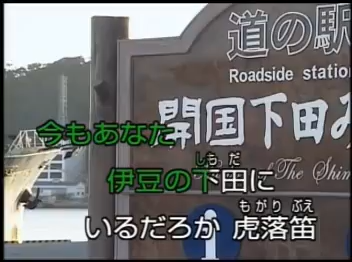 道の駅
Roadside station
開国下田み
The Shim
今もあなた
伊豆の下田に
しもだ
いるだろか 虎落笛
もがり ぶえ